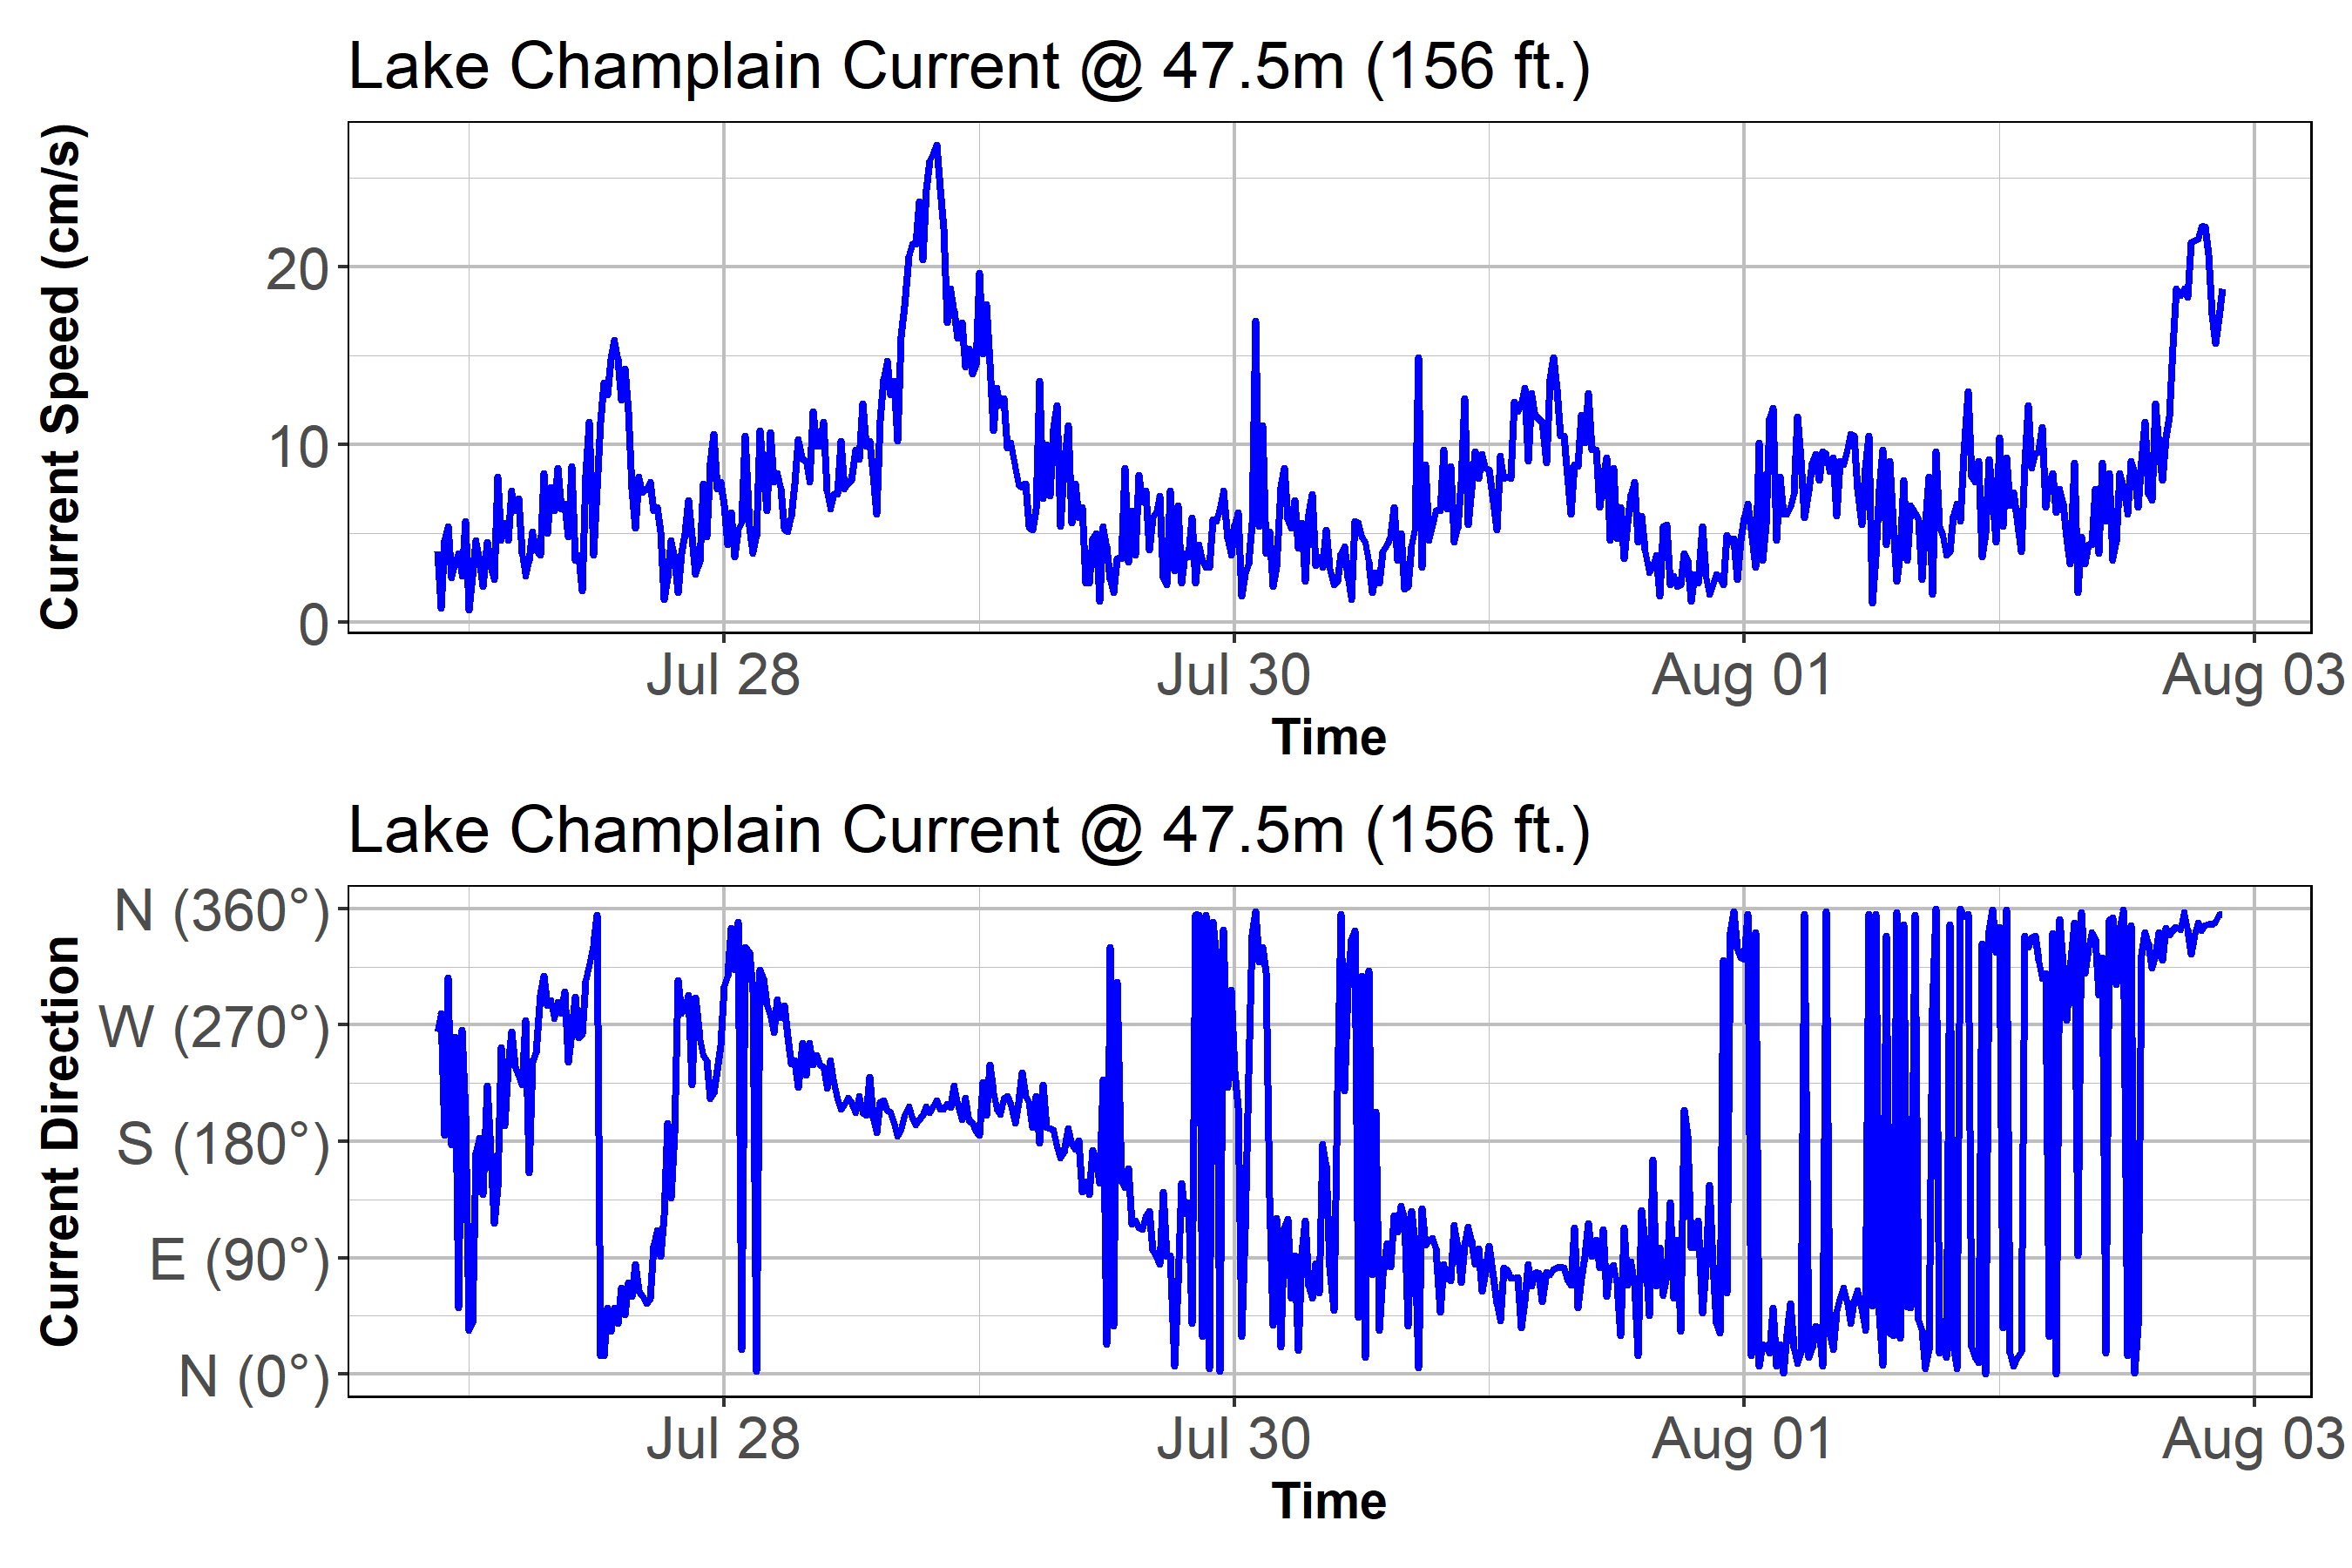 Lake Champlain Current @ 47.5m (156 ft.)
Current Speed (cm/s)
20
10
0
Jul 28 Jul 30 Aug 01 Aug 03
Time
Lake Champlain Current @ 47.5m (156 ft.)
Current Direction
N (360°)
W (270°)
S (180°)
E (90°)
N (0°)
Jul 28 Jul 30 Aug 01 Aug 03
Time